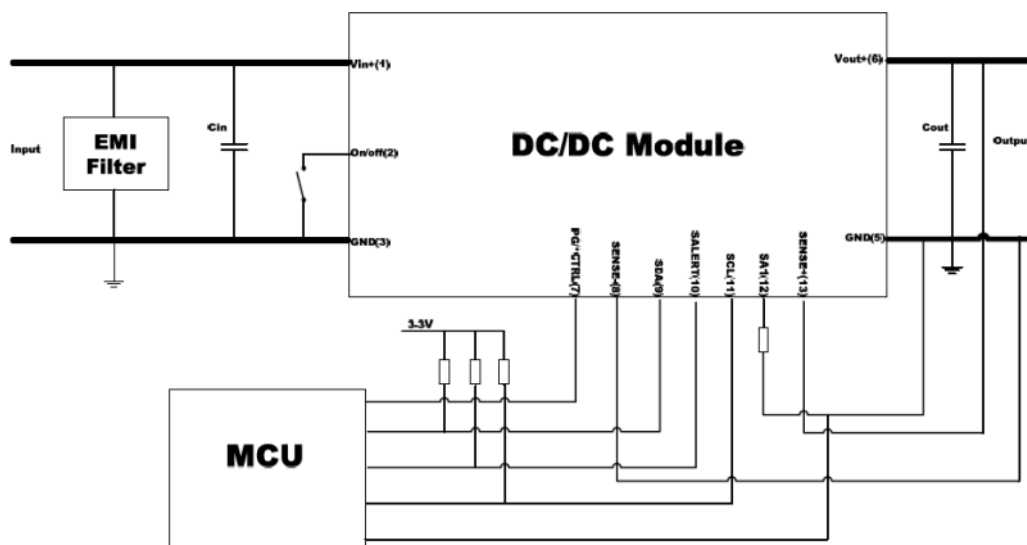 Vin+(1)
Vout+(6)
Input
EMI
Filter
Cin
On/off(2)
DC/DC Module
Cout
Outpu
GND(3)
GND(5)
PG/*CTRL(7)
SENSE-(8)
SDA(9)
SALERT(10)
SCL(11)
SA1(12)
SENSE+(13)
3.3V
MCU